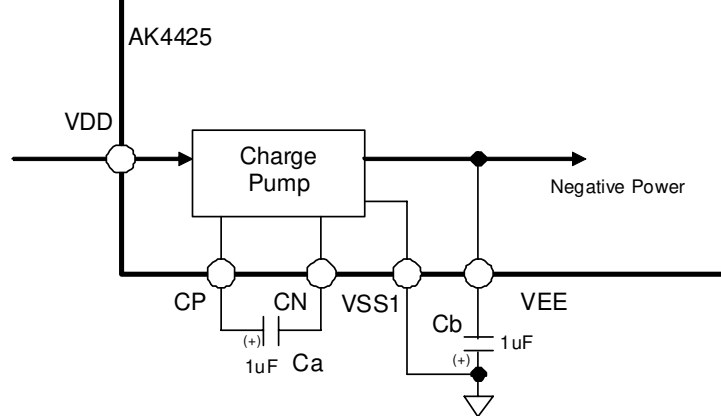 AK4425
VDD
Charge
Pump
Negative Power
CP
CN
VSS1
VEE
Cb
1uF
(+)
(+)
1uF
Ca